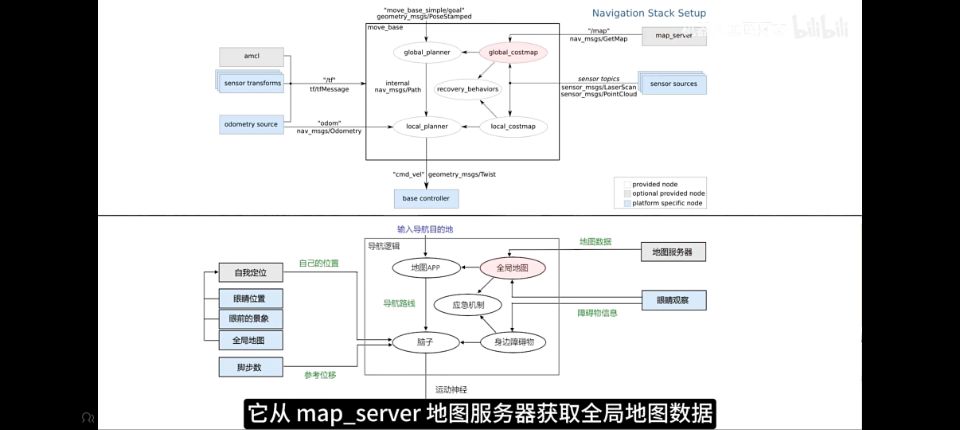 "move_base_simple/goal"
geometry_msgs/PoseStamped
Navigation Stack Setup
bilibili
move_base
"/map"
nav_msgs/GetMap
map_server
global_planner
global_costmap
amcl
sensor transforms
"/tf"
tf/tfMessage
internal
nav_msgs/Path
recovery_behaviors
sensor topics
sensor_msgs/LaserScan
sensor_msgs/PointCloud
sensor sources
odometry source
"odom"
nav_msgs/Odometry
local_planner
local_costmap
"cmd_vel"
geometry_msgs/Twist
base controller
provided node
optional provided node
platform specific node
输入导航目的地
导航逻辑
地图数据
地图服务器
自我定位
自己的位置
地图APP
全局地图
眼睛位置
眼前的景象
全局地图
导航路线
应急机制
眼睛观察
障碍物信息
脚步数
参考位移
脑子
身边障碍物
运动神经
它从 map_server 地图服务器获取全局地图数据